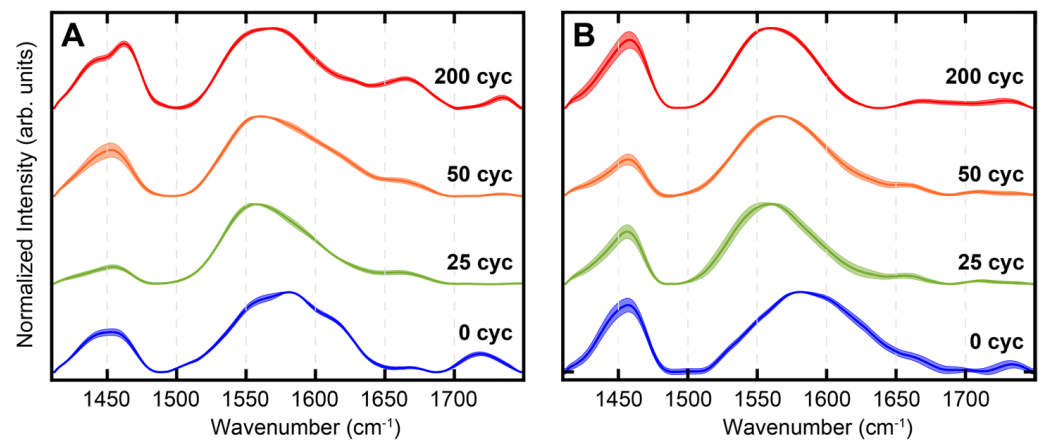 Normalized Intensity (arb. units)
A
200 cyc
50 cyc
25 cyc
0 cyc
1450 1500 1550 1600 1650 1700
Wavenumber (cm⁻¹)
B
200 cyc
50 cyc
25 cyc
0 cyc
1450 1500 1550 1600 1650 1700
Wavenumber (cm⁻¹)